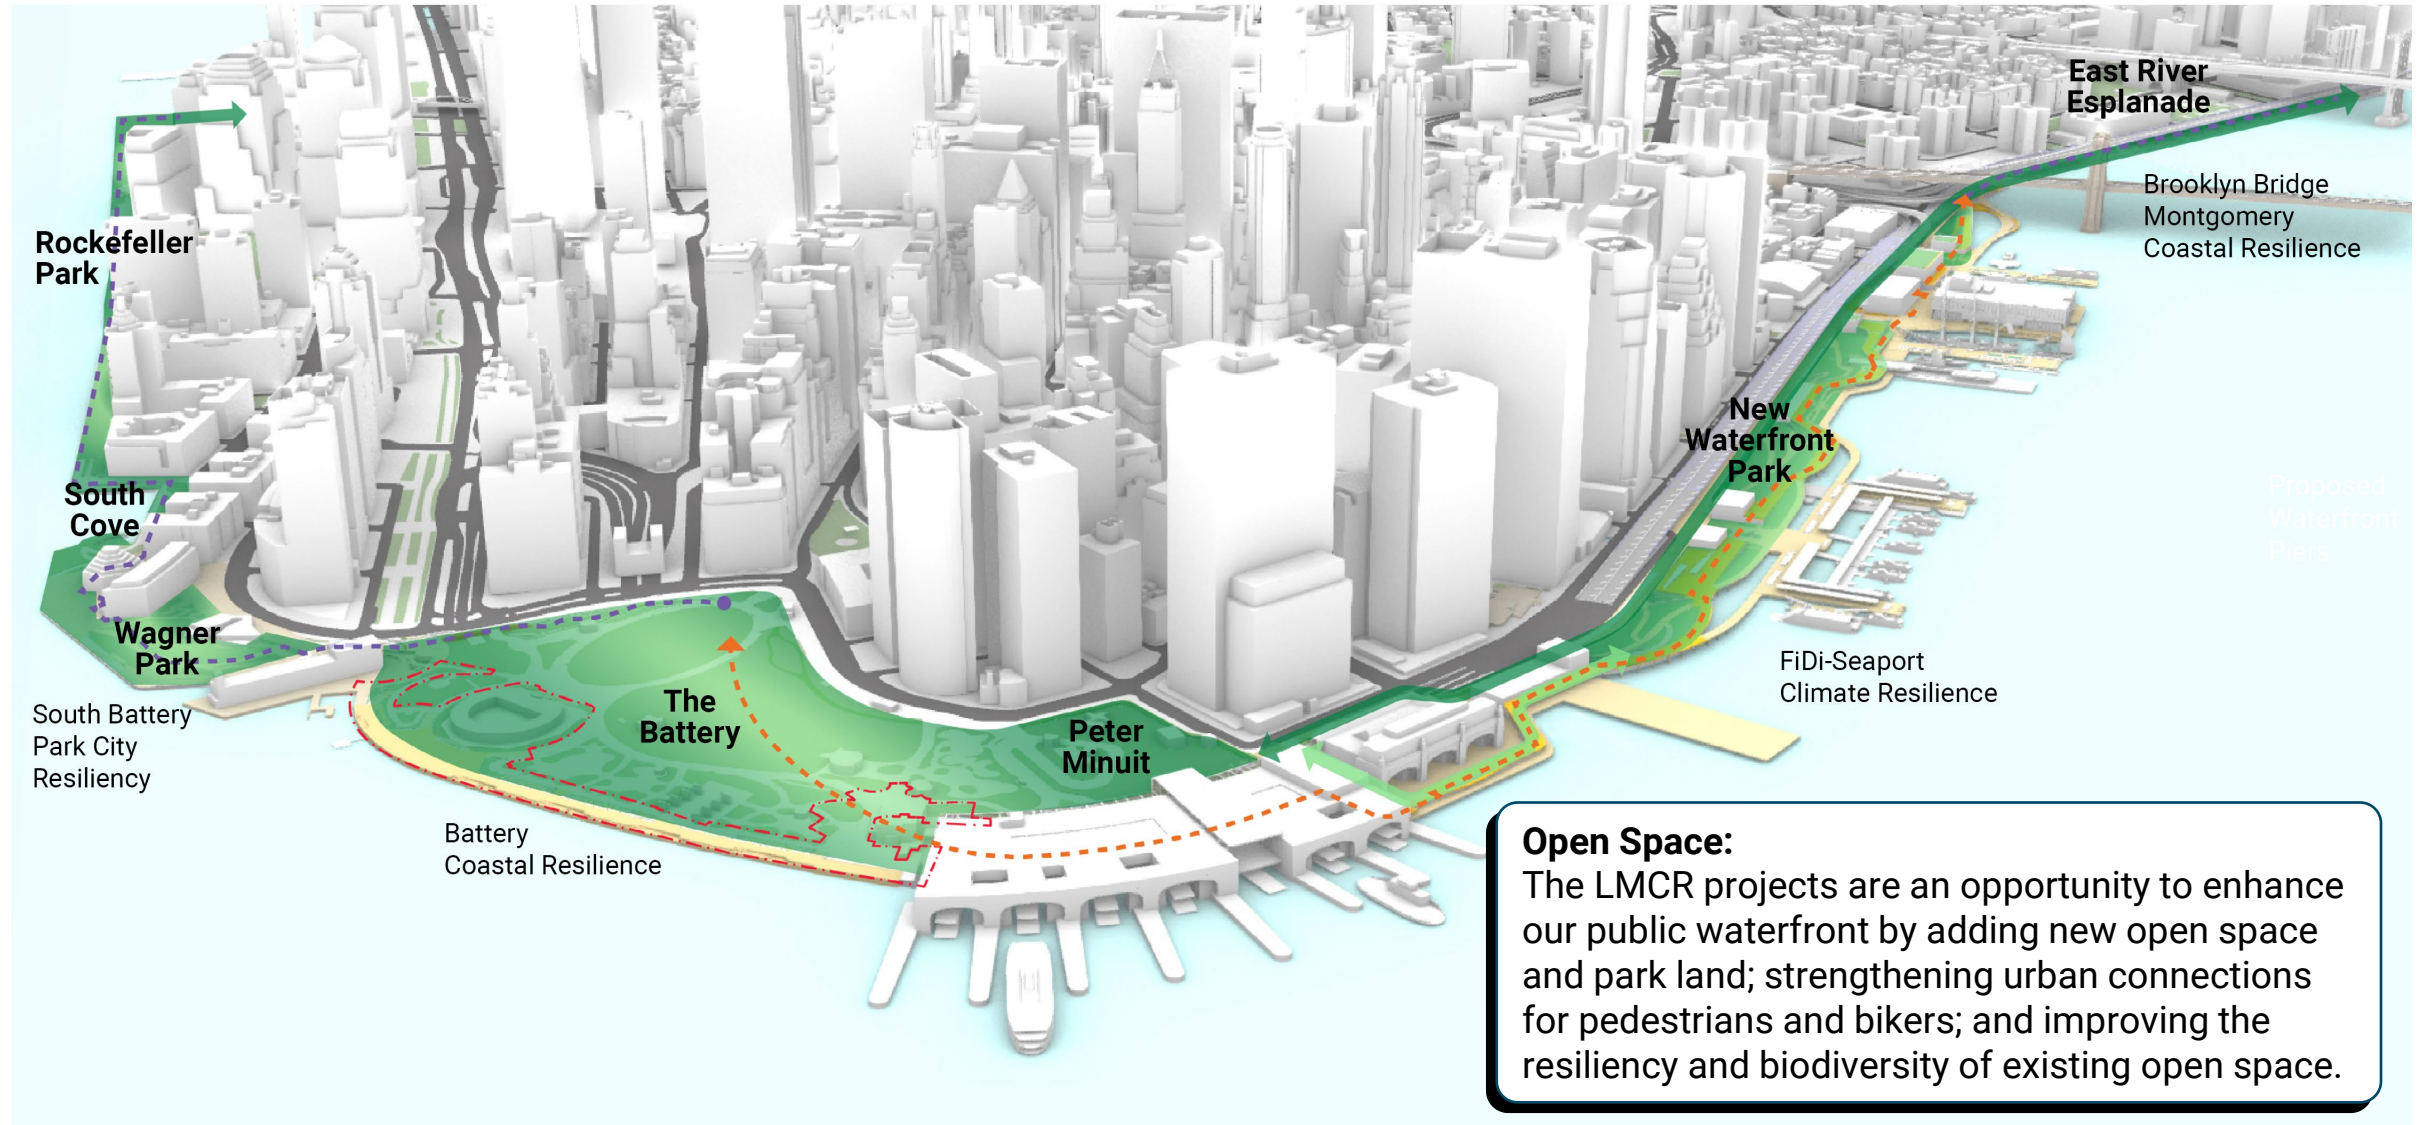 East River
Esplanade
Brooklyn Bridge
Montgomery
Coastal Resilience
Rockefeller
Park
New
Waterfront
Park
South
Cove
Proposed
Waterfront
Piers
Wagner
Park
FiDi-Seaport
Climate Resilience
The
Battery
Peter
Minuit
South Battery
Park City
Resiliency
Battery
Coastal Resilience
Open Space:
The LMCR projects are an opportunity to enhance
our public waterfront by adding new open space
and park land; strengthening urban connections
for pedestrians and bikers; and improving the
resiliency and biodiversity of existing open space.